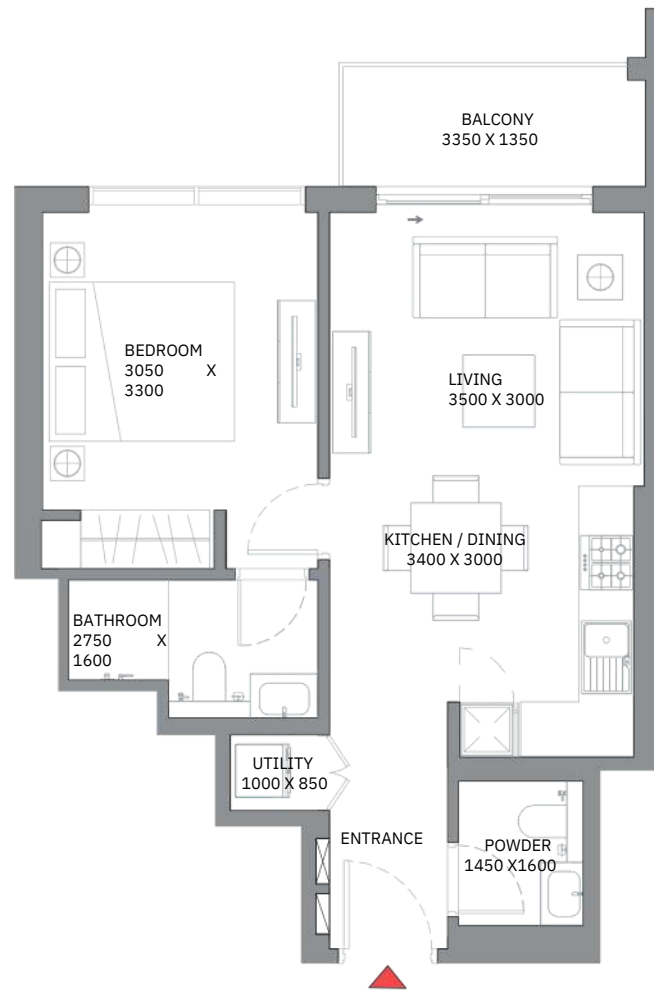 BALCONY
3350 X 1350
BEDROOM
3050 X
3300
LIVING
3500 X 3000
KITCHEN / DINING
3400 X 3000
BATHROOM
2750 X
1600
UTILITY
1000 X 850
ENTRANCE
POWDER
1450 X1600